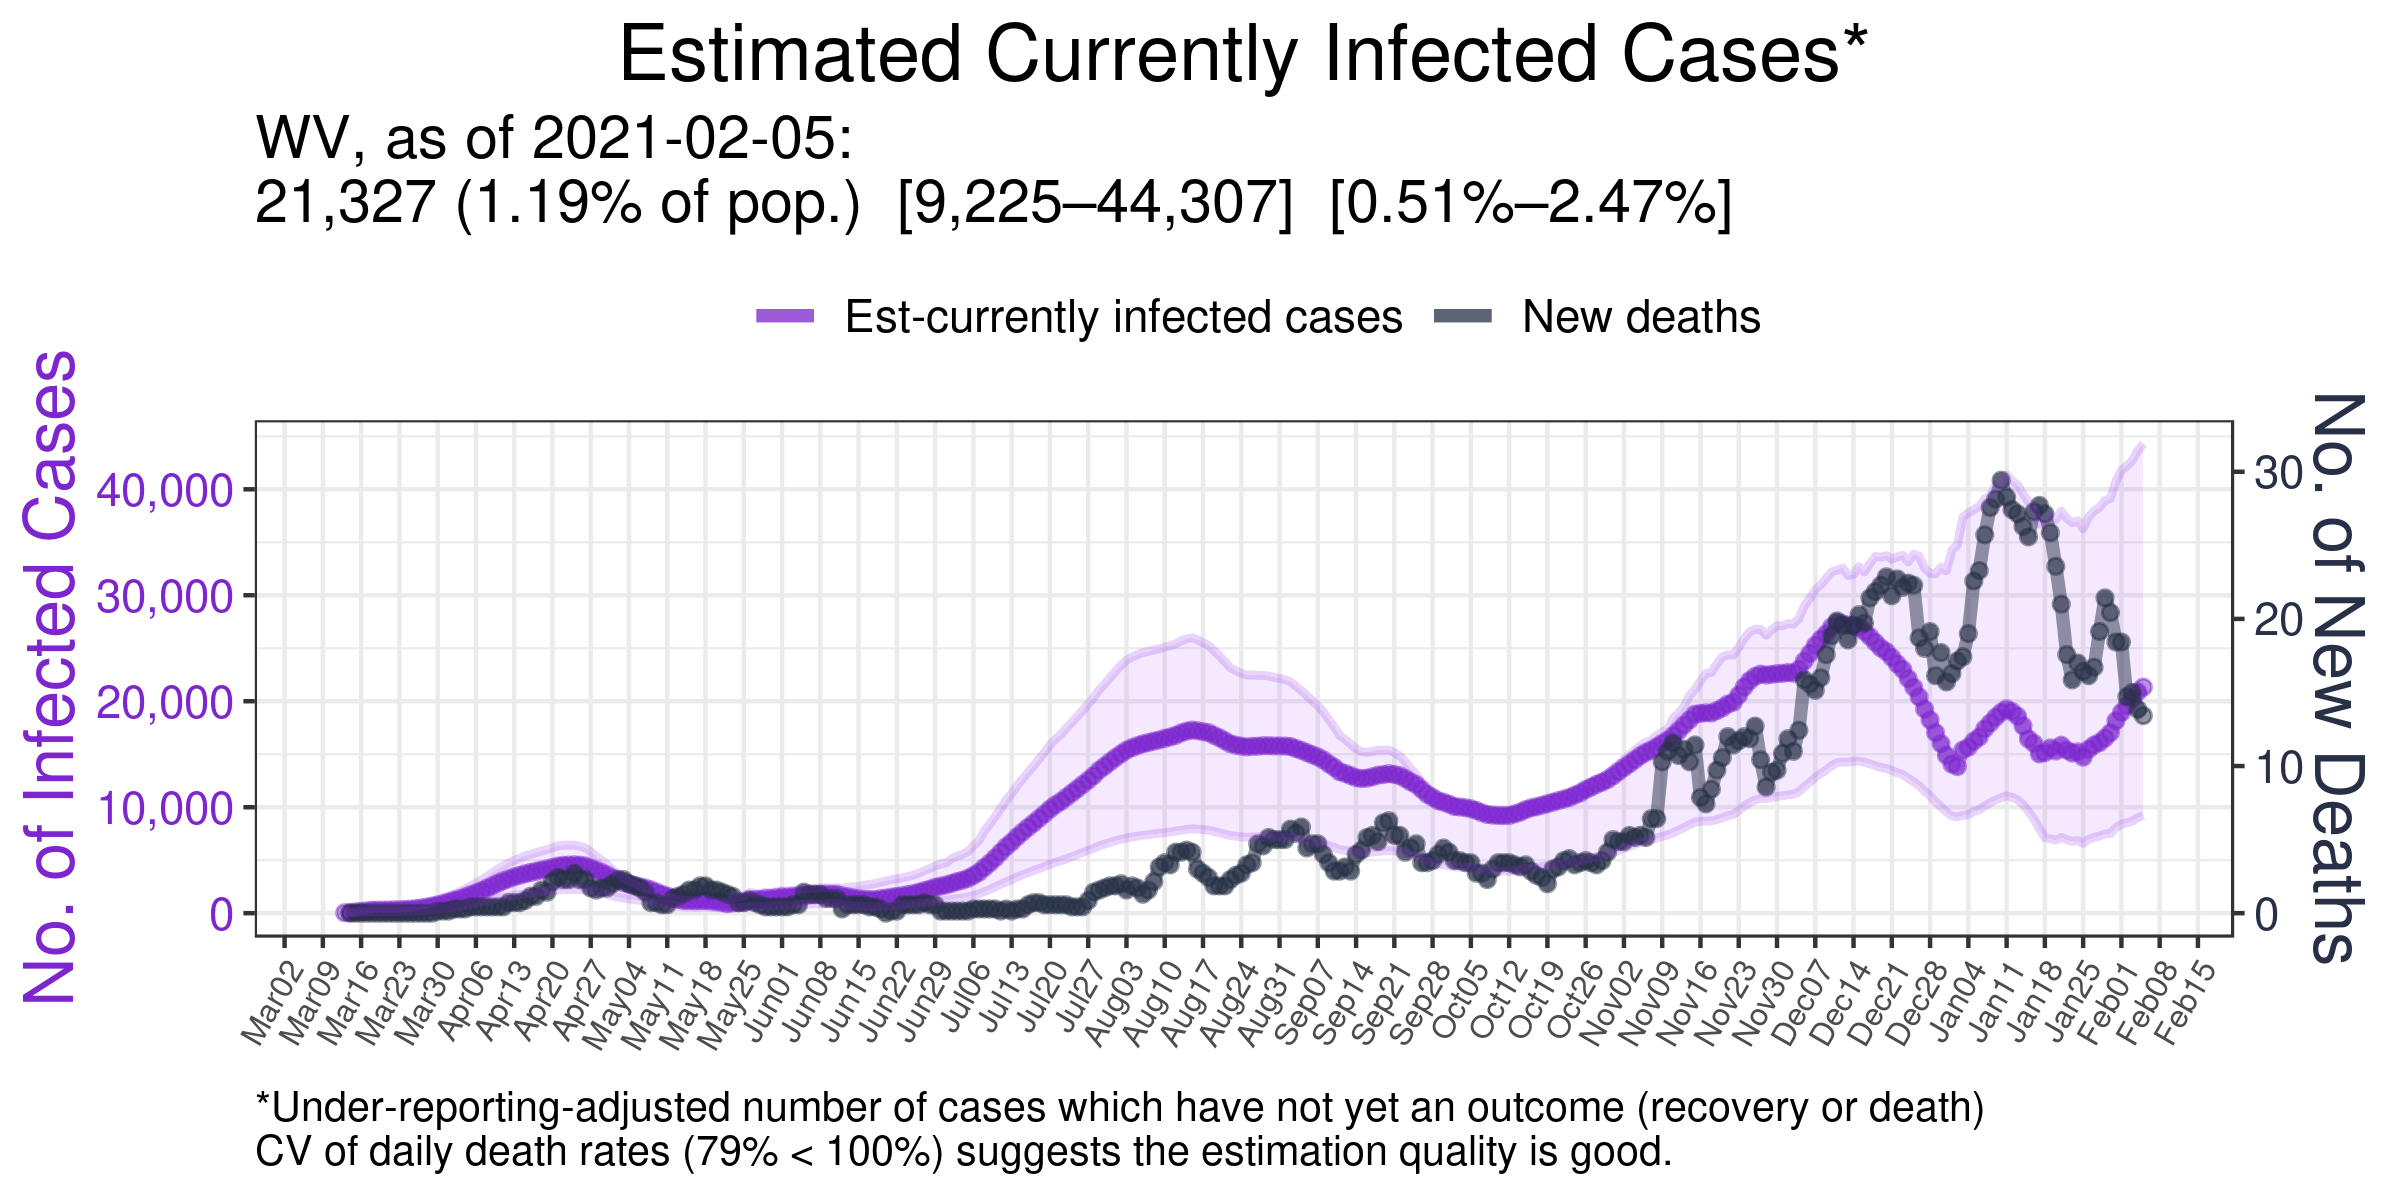 Estimated Currently Infected Cases*
WV, as of 2021-02-05:
21,327 (1.19% of pop.)  [9,225–44,307]  [0.51%–2.47%]
Est-currently infected cases
New deaths
No. of Infected Cases
40,000
30,000
20,000
10,000
0
30
20
10
0
No. of New Deaths
Mar02
Mar09
Mar16
Mar23
Mar30
Apr06
Apr13
Apr20
Apr27
May04
May11
May18
May25
Jun01
Jun08
Jun15
Jun22
Jun29
Jul06
Jul13
Jul20
Jul27
Aug03
Aug10
Aug17
Aug24
Aug31
Sep07
Sep14
Sep21
Sep28
Oct05
Oct12
Oct19
Oct26
Nov02
Nov09
Nov16
Nov23
Nov30
Dec07
Dec14
Dec21
Dec28
Jan04
Jan11
Jan18
Jan25
Feb01
Feb08
Feb15
*Under-reporting-adjusted number of cases which have not yet an outcome (recovery or death)
CV of daily death rates (79% < 100%) suggests the estimation quality is good.